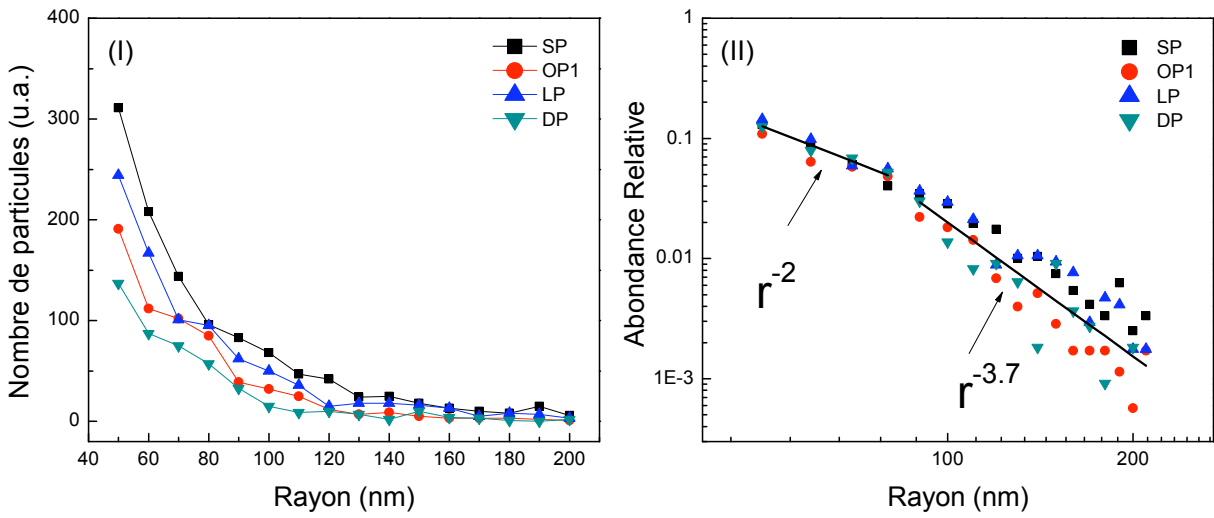 (I)
SP
OP1
LP
DP
Nombre de particules (u.a.)
400
300
200
100
0
40 60 80 100 120 140 160 180 200
Rayon (nm)
(II)
SP
OP1
LP
DP
Abondance Relative
1
0.1
0.01
1E-3
r-2
r-3.7
100 200
Rayon (nm)